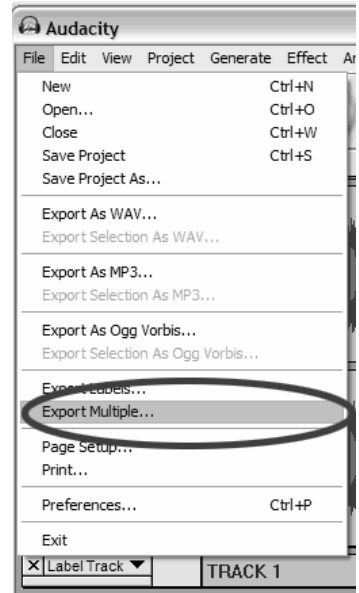 Audacity
File Edit View Project Generate Effect
New Ctrl+N
Open... Ctrl+O
Close Ctrl+W
Save Project Ctrl+S
Save Project As...
Export As WAV...
Export Selection As WAV...
Export As MP3...
Export Selection As MP3...
Export As Ogg Vorbis...
Export Selection As Ogg Vorbis...
Export Labels...
Export Multiple...
Page Setup...
Print...
Preferences... Ctrl+P
Exit
X Label Track TRACK 1